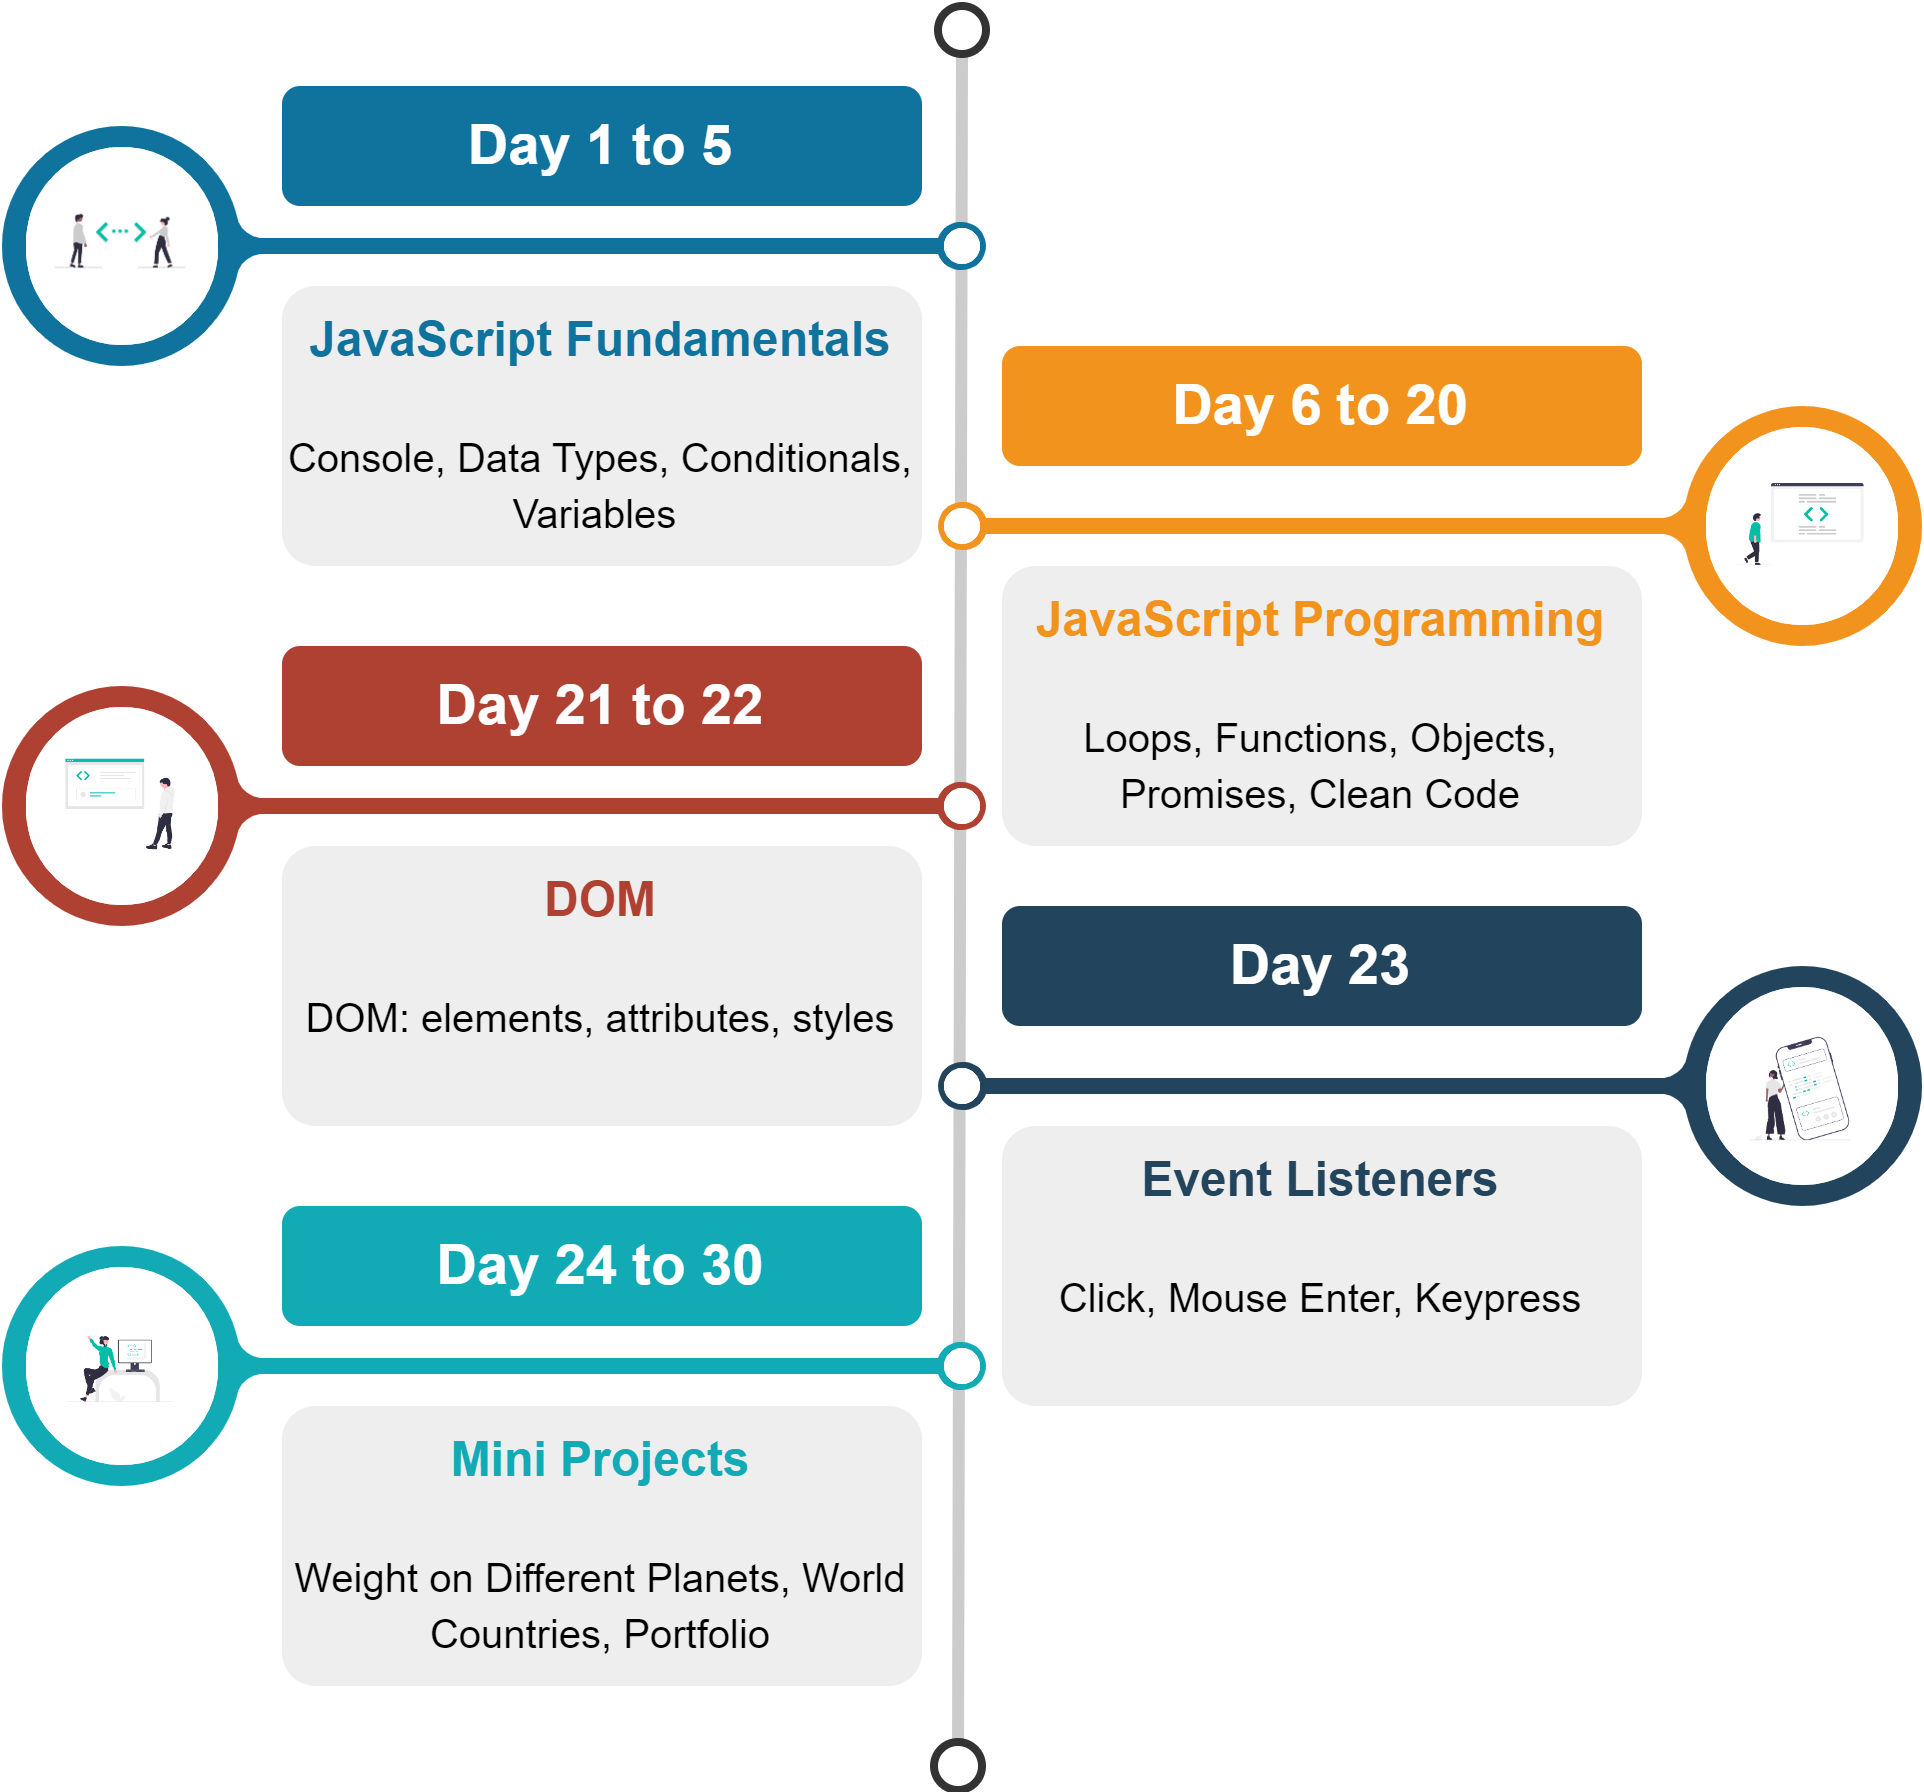 Day 1 to 5
JavaScript Fundamentals
Console, Data Types, Conditionals,
Variables
Day 6 to 20
JavaScript Programming
Loops, Functions, Objects,
Promises, Clean Code
Day 21 to 22
DOM
DOM: elements, attributes, styles
Day 23
Event Listeners
Click, Mouse Enter, Keypress
Day 24 to 30
Mini Projects
Weight on Different Planets, World
Countries, Portfolio